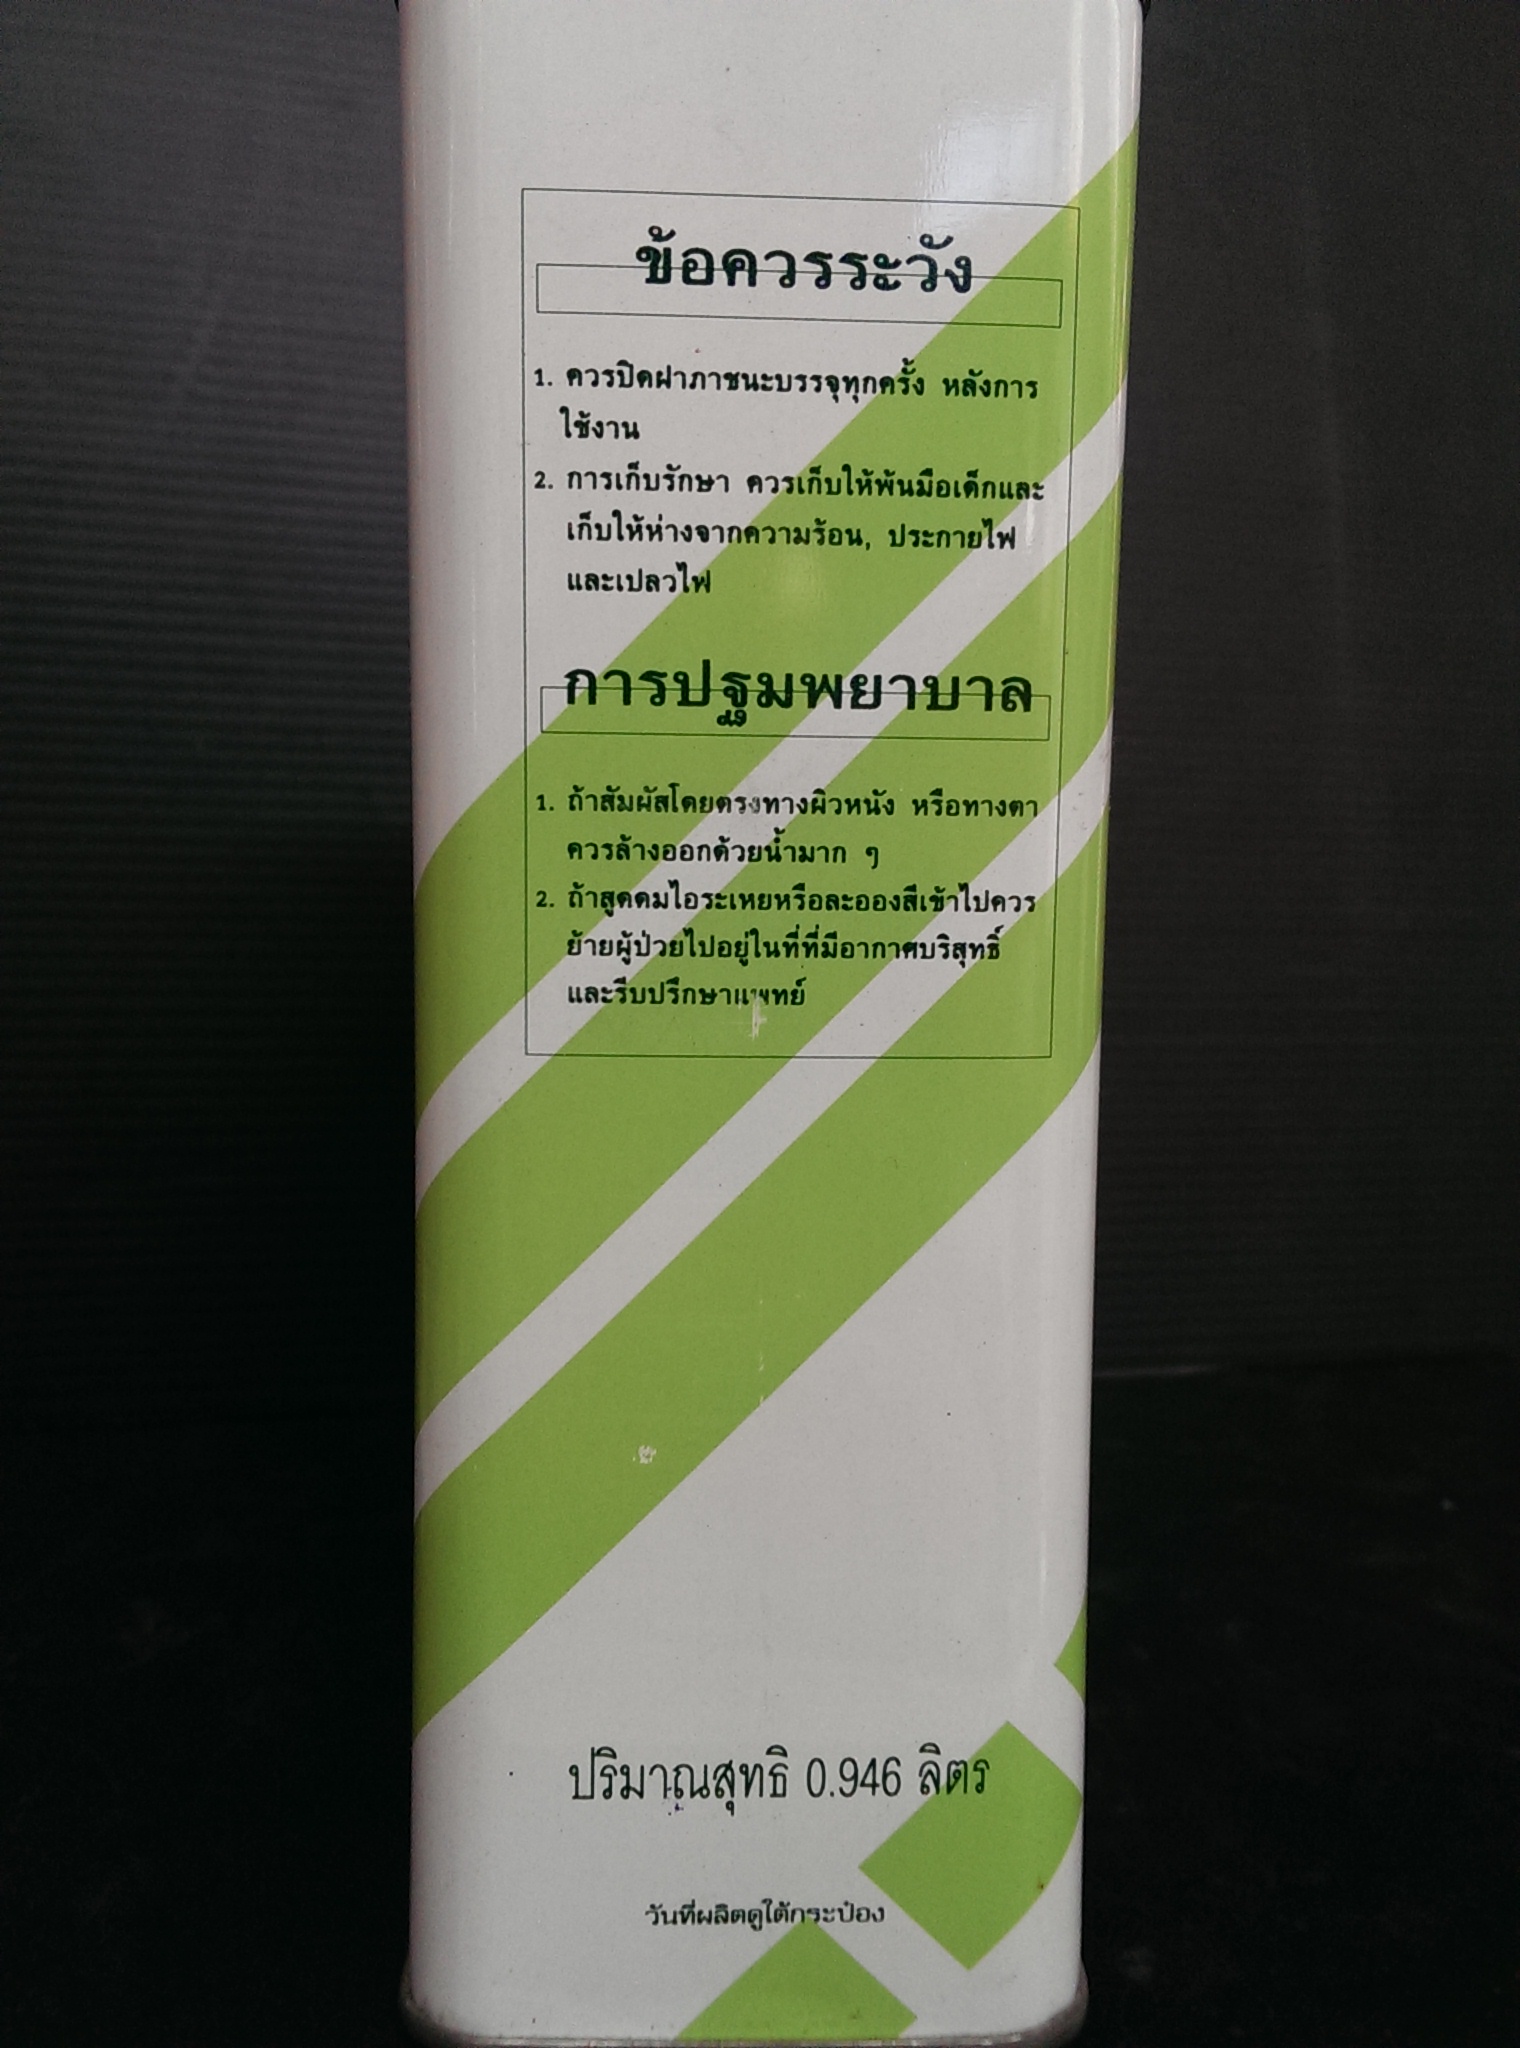 ข้อควรระวัง
1. ควรปิดฝาภาชนะบรรจุทุกครั้ง หลังการ
ใช้งาน
2. การเก็บรักษา ควรเก็บให้พ้นมือเด็กและ
เก็บให้ห่างจากความร้อน, ประกายไฟ
และเปลวไฟ
การปฐมพยาบาล
1. ถ้าสัมผัสโดยตรงทางผิวหนัง หรือทางตา
ควรล้างออกด้วยน้ำมาก ๆ
2. ถ้าสูดดมไอระเหยหรือละอองสีเข้าไปควร
ย้ายผู้ป่วยไปอยู่ในที่ที่มีอากาศบริสุทธิ์
และรีบปรึกษาแพทย์
ปริมาณสุทธิ 0.946 ลิตร
วันที่ผลิตดูใต้กระป๋อง